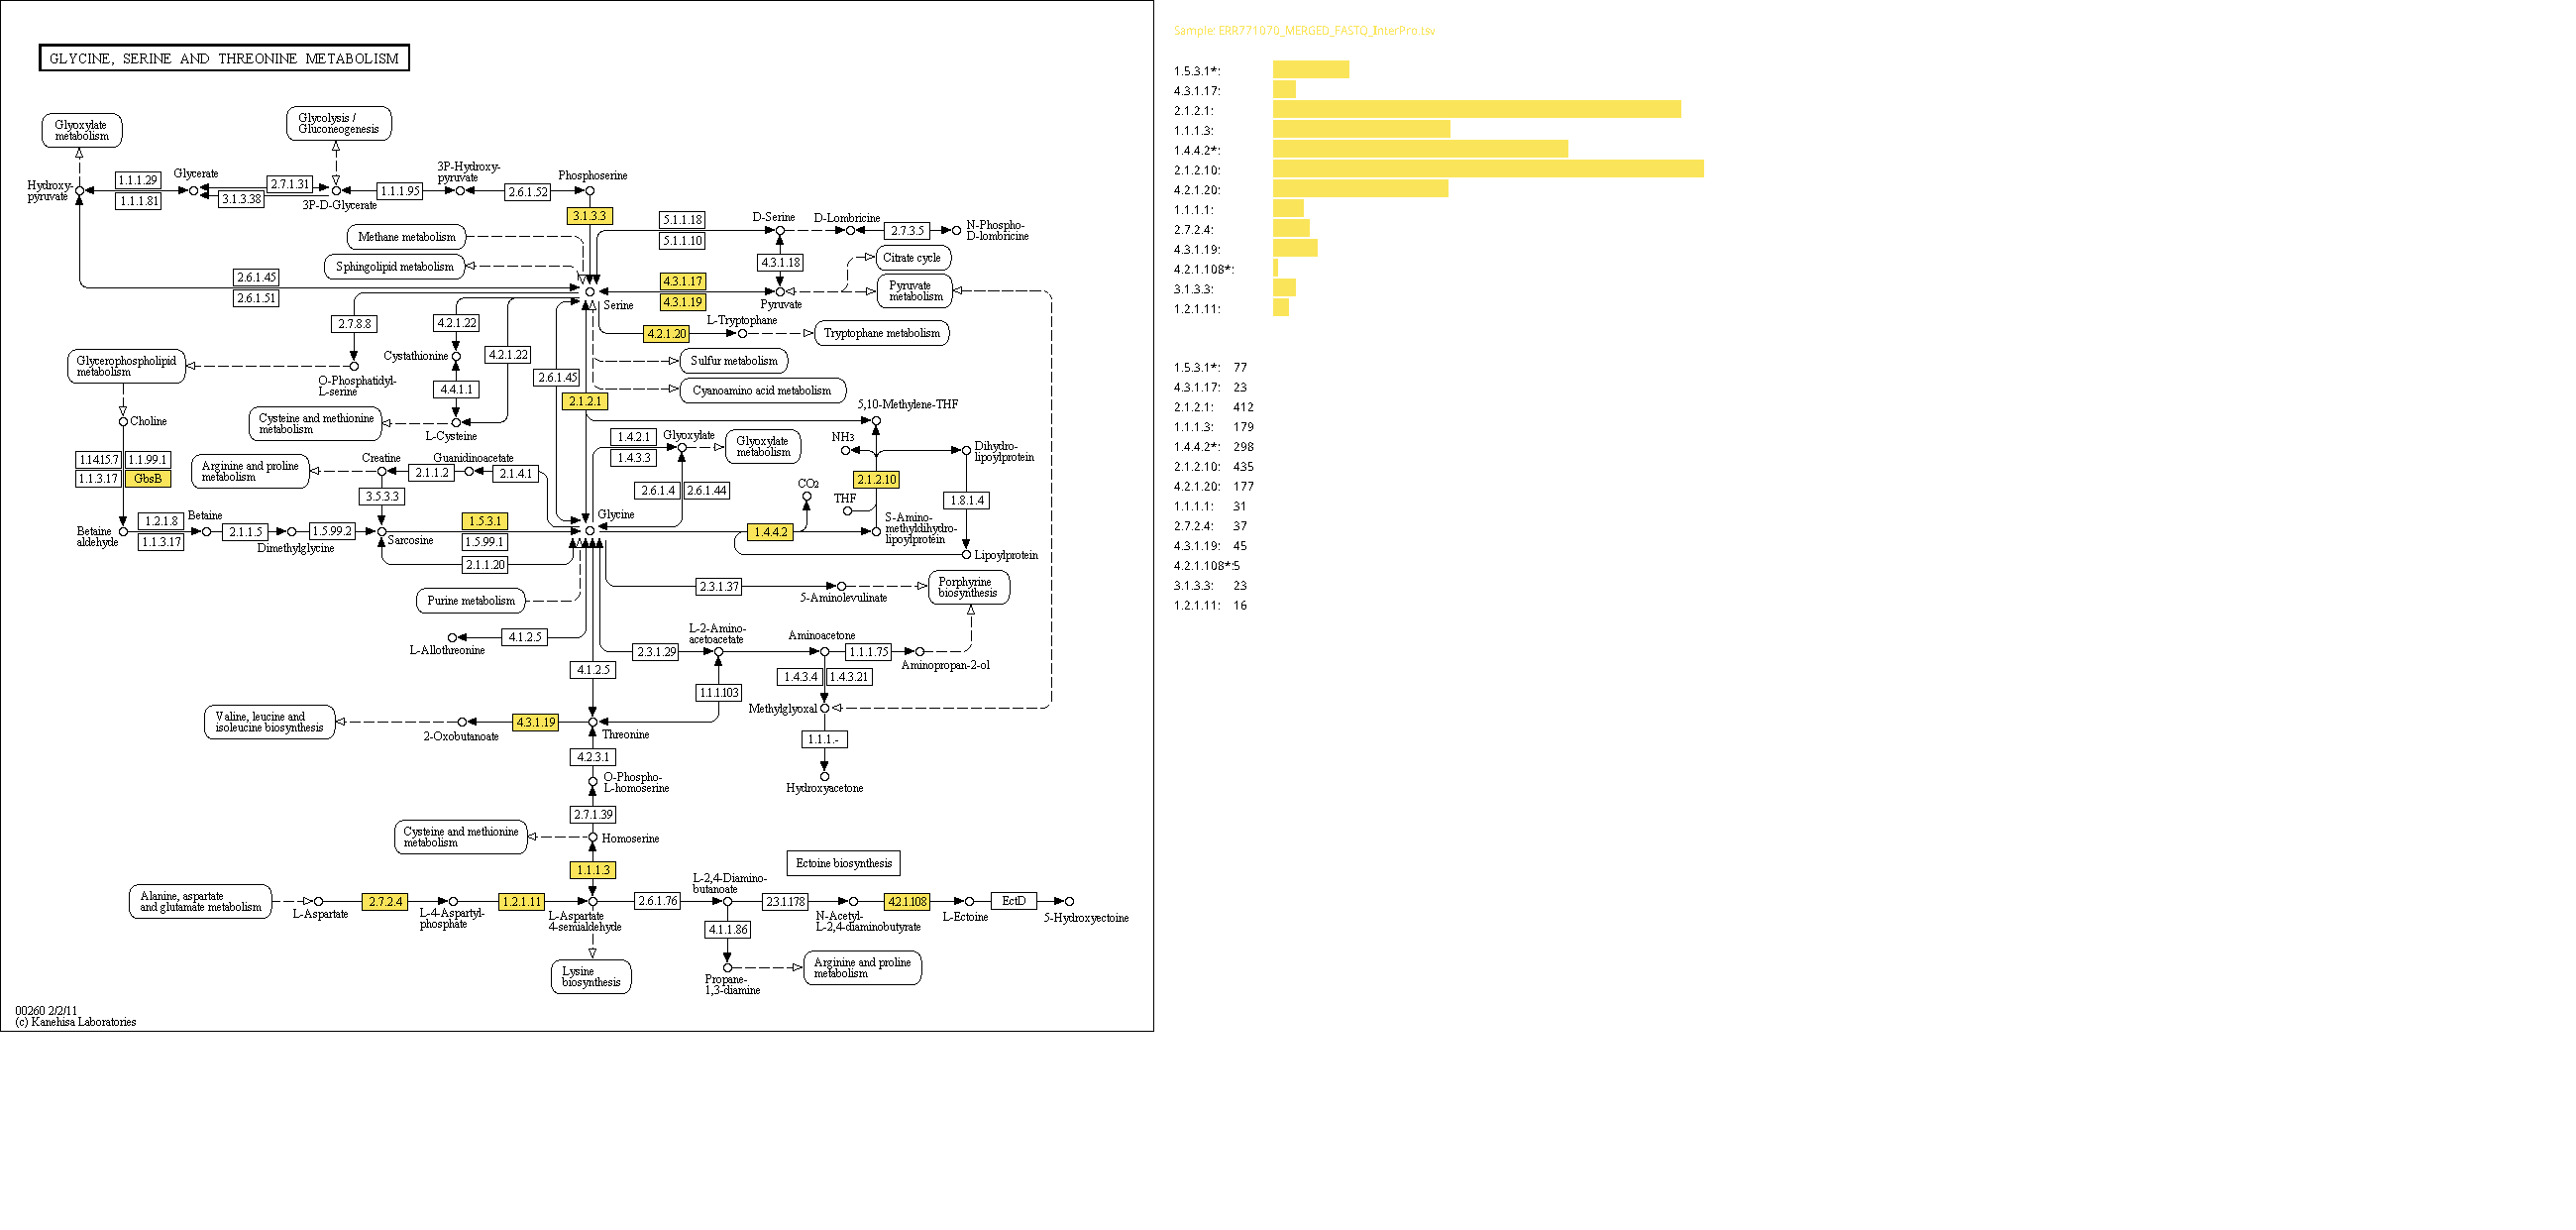 GLYCINE, SERINE AND THREONINE METABOLISM
Glyoxylate
metabolism
Glycolysis /
Gluconeogenesis
Hydroxy-
pyruvate
1.1.1.29
1.1.1.81
Glycerate
2.7.1.31
3.1.3.38
3P-D-Glycerate
1.1.1.95
3P-Hydroxy-
pyruvate
2.6.1.52
Phosphoserine
3.1.3.3
Methane metabolism
Sphingolipid metabolism
5.1.1.18
5.1.1.10
D-Serine
D-Lombricine
2.7.3.5
N-Phospho-
D-lombricine
4.3.1.18
Citrate cycle
Pyruvate
metabolism
2.6.1.45
2.6.1.51
4.3.1.17
4.3.1.19
Serine
Pyruvate
2.7.8.8
4.2.1.22
4.2.1.20
L-Tryptophane
Tryptophane metabolism
Glycerophospholipid
metabolism
O-Phosphatidyl-
L-serine
Cystathionine
4.2.1.22
4.4.1.1
2.6.1.45
Sulfur metabolism
Cyanoamino acid metabolism
2.1.2.1
5,10-Methylene-THF
Choline
Cysteine and methionine
metabolism
L-Cysteine
1.4.2.1
1.4.3.3
Glyoxylate
Glyoxylate
metabolism
NH3
Dihydro-
lipoylprotein
1.14.15.7
1.1.99.1
1.1.3.17
GbsB
Arginine and proline
metabolism
Creatine
2.1.1.2
Guanidinoacetate
2.1.4.1
3.5.3.3
2.6.1.4
2.6.1.44
CO2
THF
2.1.2.10
1.8.1.4
Betaine
aldehyde
1.2.1.8
1.1.3.17
Betaine
2.1.1.5
Dimethylglycine
1.5.99.2
Sarcosine
1.5.3.1
1.5.99.1
2.1.1.20
Glycine
1.4.4.2
S-Amino-
methyldihydro-
lipoylprotein
Lipoylprotein
Purine metabolism
2.3.1.37
5-Aminolevulinate
Porphyrine
biosynthesis
L-Allothreonine
4.1.2.5
4.1.2.5
2.3.1.29
L-2-Amino-
acetoacetate
Aminoacetone
1.1.1.75
Aminopropan-2-ol
1.1.1.103
1.4.3.4
1.4.3.21
Methylglyoxal
Valine, leucine and
isoleucine biosynthesis
2-Oxobutanoate
4.3.1.19
Threonine
1.1.1.-
4.2.3.1
O-Phospho-
L-homoserine
Hydroxyacetone
2.7.1.39
Cysteine and methionine
metabolism
Homoserine
1.1.1.3
Ectoine biosynthesis
Alanine, aspartate
and glutamate metabolism
L-Aspartate
2.7.2.4
L-4-Aspartyl-
phosphate
1.2.1.11
L-Aspartate
4-semialdehyde
2.6.1.76
L-2,4-Diamino-
butanoate
2.3.1.178
N-Acetyl-
L-2,4-diaminobutyrate
4.2.1.108
L-Ectoine
EctD
5-Hydroxyectoine
4.1.1.86
Lysine
biosynthesis
Propane-
1,3-diamine
Arginine and proline
metabolism
00260 2/2/11
(c) Kanehisa Laboratories
Sample: ERR771070_MERGED_FASTQ_InterPro.tsv
1.5.3.1*:
4.3.1.17:
2.1.2.1:
1.1.1.3:
1.4.4.2*:
2.1.2.10:
4.2.1.20:
1.1.1.1:
2.7.2.4:
4.3.1.19:
4.2.1.108*:
3.1.3.3:
1.2.1.11:
1.5.3.1*: 77
4.3.1.17: 23
2.1.2.1: 412
1.1.1.3: 179
1.4.4.2*: 298
2.1.2.10: 435
4.2.1.20: 177
1.1.1.1: 31
2.7.2.4: 37
4.3.1.19: 45
4.2.1.108*: 5
3.1.3.3: 23
1.2.1.11: 16